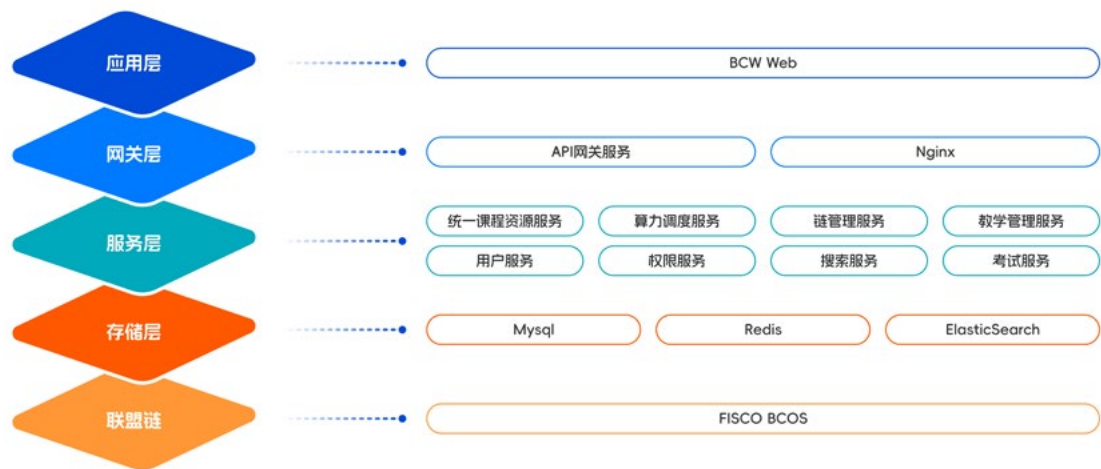 应用层
BCW Web
网关层
API网关服务 Nginx
服务层
统一课程资源服务 算力调度服务 链管理服务 教学管理服务
用户服务 权限服务 搜索服务 考试服务
存储层
Mysql Redis ElasticSearch
联盟链
FISCO BCOS